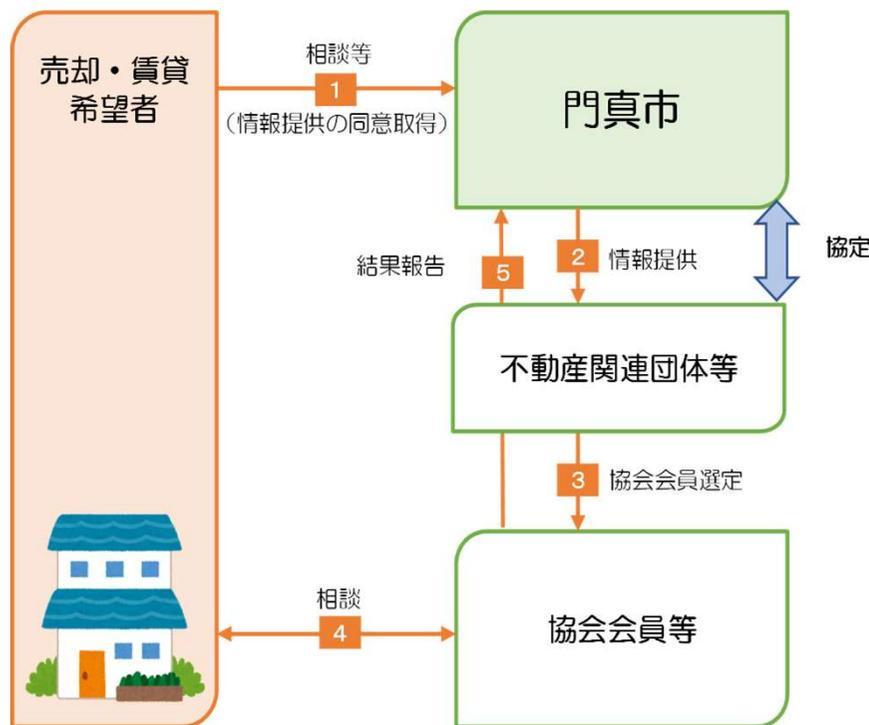 売却・賃貸
希望者
相談等
1
(情報提供の同意取得)
門真市
結果報告
5
2
情報提供
協定
不動産関連団体等
3
協会会員選定
相談
4
協会会員等